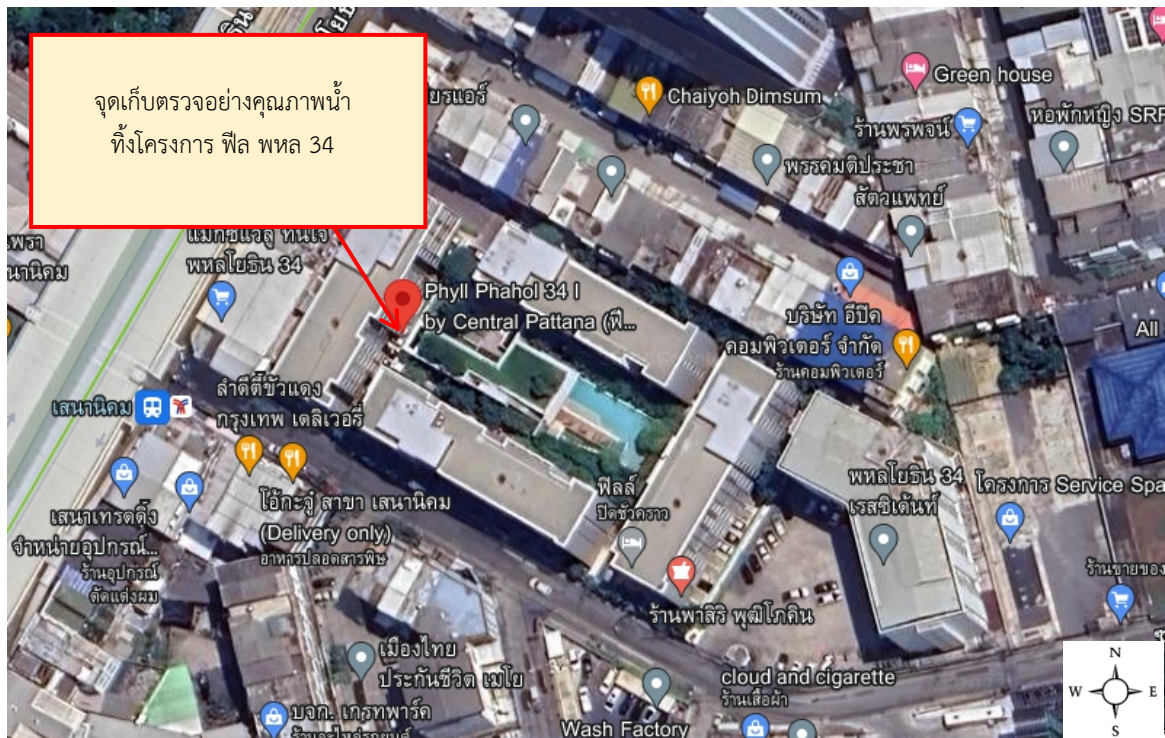 จุดเก็บตรวจอย่างคุณภาพน้ำ
ทิ้งโครงการ ฟีล พหล 34
Green house
Chaiyoh Dimsum
ร้านพรพจน์
หอพักหญิง SRF
พรรคมติประชา
สัตวแพทย์
พหลโยธิน 34
Phyll Phahol 34 |
by Central Pattana (ฟี...
บริษัท อีปิค
คอมพิวเตอร์ จำกัด
ร้านคอมพิวเตอร์
All
เสนานิคม
กรุงเทพ เดลิเวอรี่
โอ้กะจู๋ สาขา เสนานิคม
(Delivery only)
อาหารปลอดสารพิษ
เสนาเทรดดิ้ง
จำหน่ายอุปกรณ์...
ร้านอุปกรณ์
ตัดแต่งผม
ฟิลล์
ปิดชั่วคราว
พหลโยธิน 34
เรสซิเด้นท์
โครงการ Service Spa
ร้านขายของ
ร้านพาสิริ พุฒิโภคิน
เมืองไทย
ประกันชีวิต เมโย
cloud and cigarette
ร้านเสื้อผ้า
บจก. เกรทพาร์ค
Wash Factory
N
W E
S